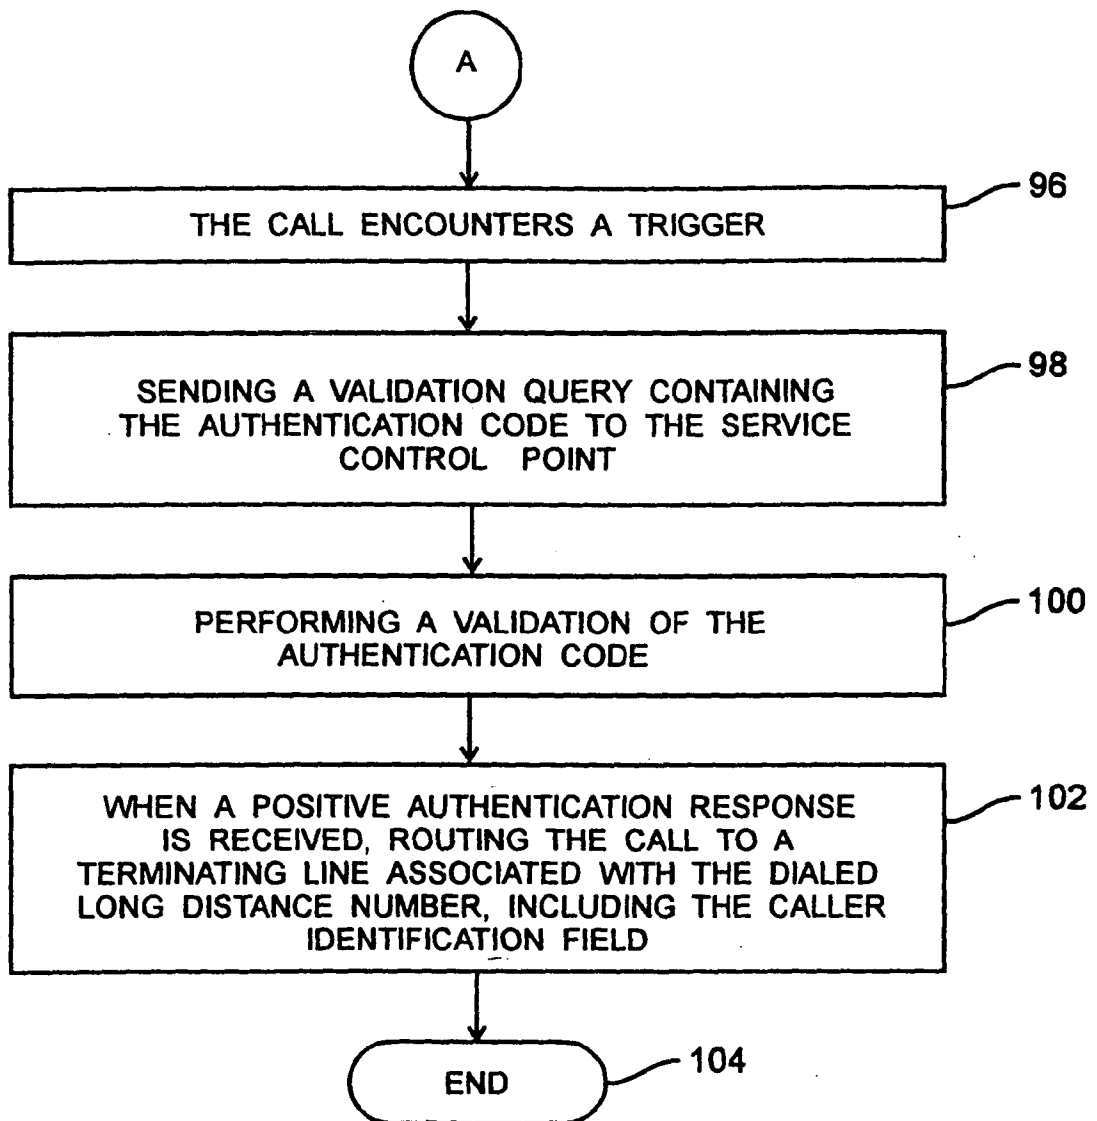 A
96
THE CALL ENCOUNTERS A TRIGGER
98
SENDING A VALIDATION QUERY CONTAINING
THE AUTHENTICATION CODE TO THE SERVICE
CONTROL POINT
100
PERFORMING A VALIDATION OF THE
AUTHENTICATION CODE
102
WHEN A POSITIVE AUTHENTICATION RESPONSE
IS RECEIVED, ROUTING THE CALL TO A
TERMINATING LINE ASSOCIATED WITH THE DIALED
LONG DISTANCE NUMBER, INCLUDING THE CALLER
IDENTIFICATION FIELD
104
END